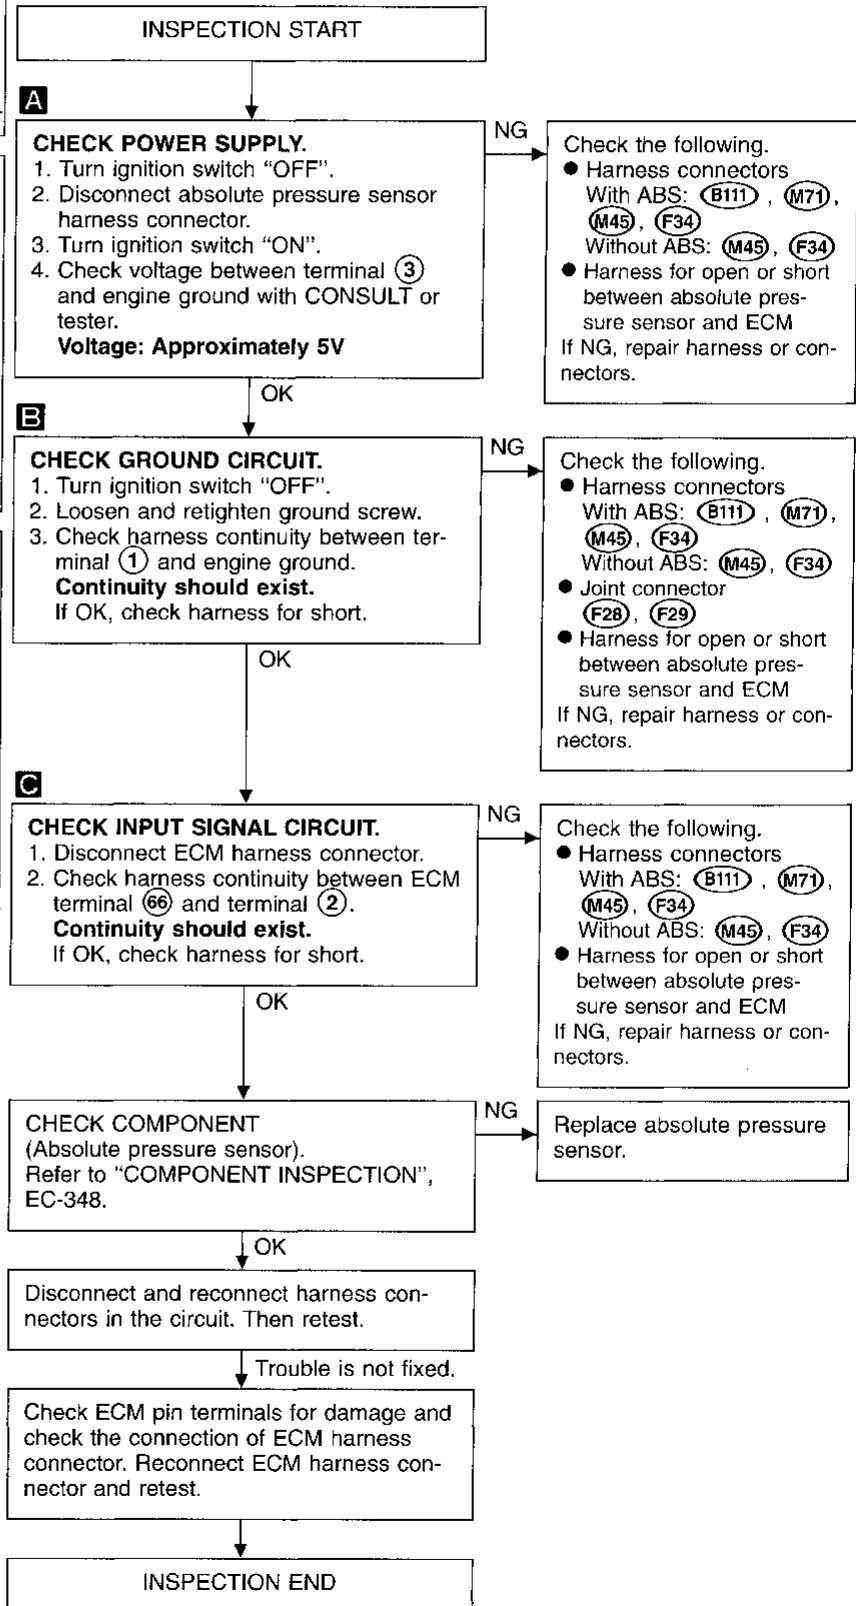 INSPECTION START
A
CHECK POWER SUPPLY.
1. Turn ignition switch “OFF”.
2. Disconnect absolute pressure sensor
harness connector.
3. Turn ignition switch “ON”.
4. Check voltage between terminal ③
and engine ground with CONSULT or
tester.
Voltage: Approximately 5V
NG
Check the following.
● Harness connectors
With ABS: (B111) , (M71),
(M45), (F34)
Without ABS: (M45), (F34)
● Harness for open or short
between absolute pres-
sure sensor and ECM
If NG, repair harness or con-
nectors.
OK
B
CHECK GROUND CIRCUIT.
1. Turn ignition switch “OFF”.
2. Loosen and retighten ground screw.
3. Check harness continuity between ter-
minal ① and engine ground.
Continuity should exist.
If OK, check harness for short.
NG
Check the following.
● Harness connectors
With ABS: (B111) , (M71),
(M45), (F34)
Without ABS: (M45), (F34)
● Joint connector
(F28), (F29)
● Harness for open or short
between absolute pres-
sure sensor and ECM
If NG, repair harness or con-
nectors.
OK
C
CHECK INPUT SIGNAL CIRCUIT.
1. Disconnect ECM harness connector.
2. Check harness continuity between ECM
terminal (66) and terminal ②.
Continuity should exist.
If OK, check harness for short.
NG
Check the following.
● Harness connectors
With ABS: (B111) , (M71),
(M45), (F34)
Without ABS: (M45), (F34)
● Harness for open or short
between absolute pres-
sure sensor and ECM
If NG, repair harness or con-
nectors.
OK
CHECK COMPONENT
(Absolute pressure sensor).
Refer to “COMPONENT INSPECTION”,
EC-348.
NG
Replace absolute pressure
sensor.
OK
Disconnect and reconnect harness con-
nectors in the circuit. Then retest.
Trouble is not fixed.
Check ECM pin terminals for damage and
check the connection of ECM harness
connector. Reconnect ECM harness con-
nector and retest.
INSPECTION END